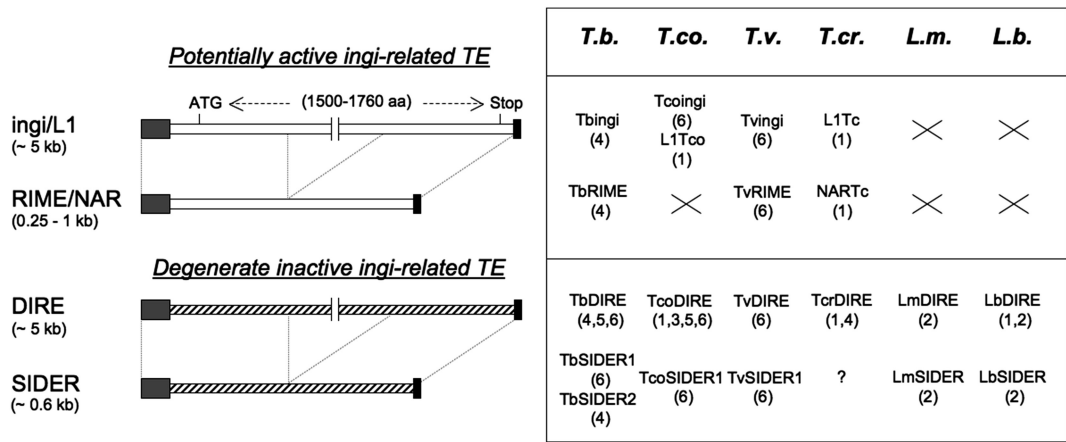 T.b. T.co. T.v. T.cr. L.m. L.b.
Potentially active ingi-related TE
ATG (1500-1760 aa) Stop
ingi/L1
(~ 5 kb)
Tbingi
(4)
Tcoingi
(6)
L1Tco
(1)
Tvingi
(6)
L1Tc
(1)
RIME/NAR
(0.25 - 1 kb)
TbRIME
(4)
TvRIME
(6)
NARTc
(1)
Degenerate inactive ingi-related TE
DIRE
(~ 5 kb)
TbDIRE
(4,5,6)
TcoDIRE
(1,3,5,6)
TvDIRE
(6)
TcrDIRE
(1,4)
LmDIRE
(2)
LbDIRE
(1,2)
SIDER
(~ 0.6 kb)
TbSIDER1
(6)
TbSIDER2
(4)
TcoSIDER1
(6)
TvSIDER1
(6)
?
LmSIDER
(2)
LbSIDER
(2)